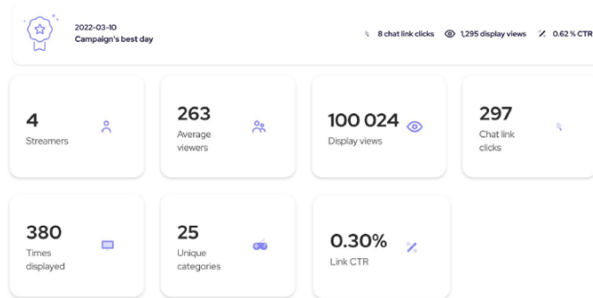 2022-03-10
Campaign's best day
8 chat link clicks 1,295 display views 0.62 % CTR
4
Streamers
263
Average
viewers
100 024
Display views
297
Chat link
clicks
380
Times
displayed
25
Unique
categories
0.30%
Link CTR